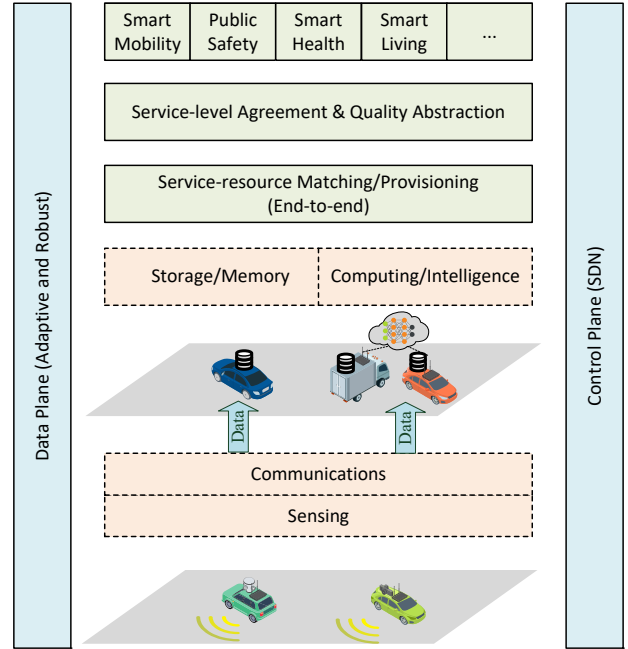 Smart
Mobility
Public
Safety
Smart
Health
Smart
Living
...
Service-level Agreement & Quality Abstraction
Service-resource Matching/Provisioning
(End-to-end)
Storage/Memory
Computing/Intelligence
Data
Data
Communications
Sensing
Data Plane (Adaptive and Robust)
Control Plane (SDN)